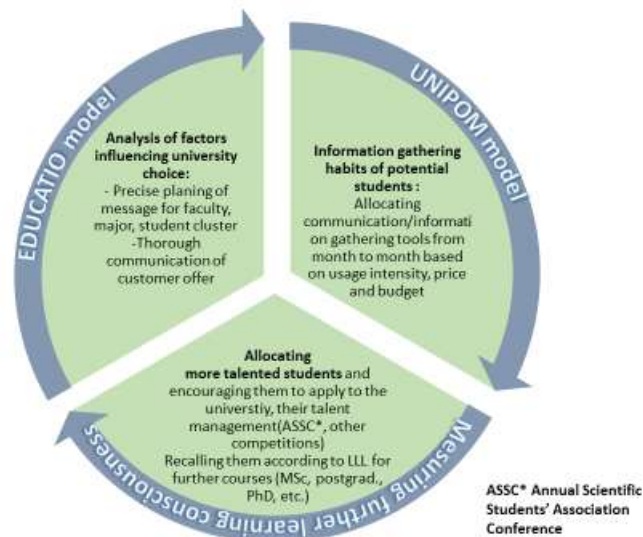 EDUCATIO model
Analysis of factors
influencing university
choice:
- Precise planing of
message for faculty,
major, student cluster
-Thorough
communication of
customer offer
UNIPOM model
Information gathering
habits of potential
students :
Allocating
communication/informati
on gathering tools from
month to month based
on usage intensity, price
and budget
Allocating
more talented students and
encouraging them to apply to the
universtiy, their talent
management(ASSC*, other
competitions)
Recalling them according to LLL for
further courses (MSc, postgrad.,
PhD, etc.)
Mesuring further learning consciousness
ASSC* Annual Scientific
Students' Association
Conference